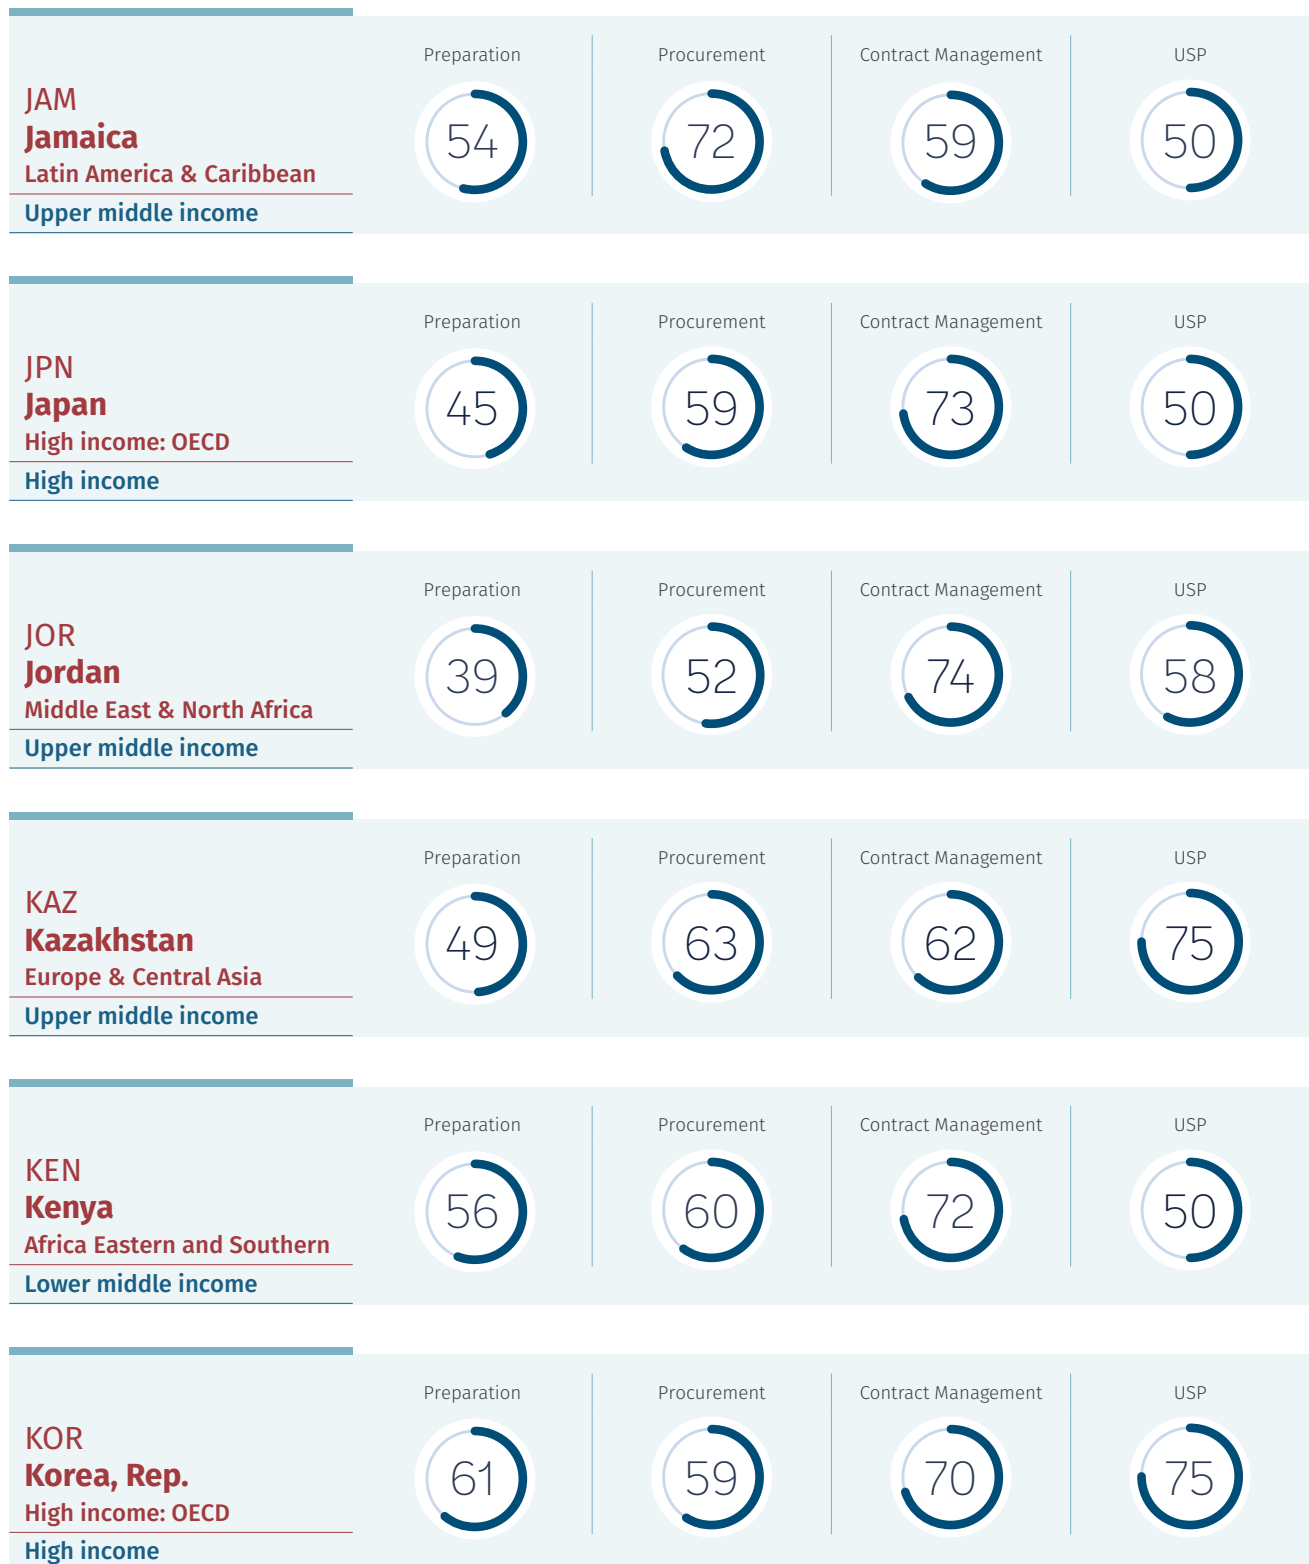 Preparation Procurement Contract Management USP
JAM
Jamaica
Latin America & Caribbean
Upper middle income
54 72 59 50
Preparation Procurement Contract Management USP
JPN
Japan
High income: OECD
High income
45 59 73 50
Preparation Procurement Contract Management USP
JOR
Jordan
Middle East & North Africa
Upper middle income
39 52 74 58
Preparation Procurement Contract Management USP
KAZ
Kazakhstan
Europe & Central Asia
Upper middle income
49 63 62 75
Preparation Procurement Contract Management USP
KEN
Kenya
Africa Eastern and Southern
Lower middle income
56 60 72 50
Preparation Procurement Contract Management USP
KOR
Korea, Rep.
High income: OECD
High income
61 59 70 75